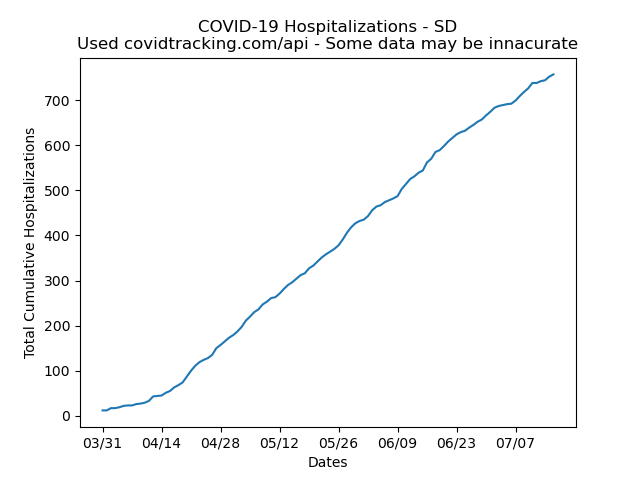 COVID-19 Hospitalizations - SD
Used covidtracking.com/api - Some data may be innacurate
Total Cumulative Hospitalizations
700
600
500
400
300
200
100
0
03/31 04/14 04/28 05/12 05/26 06/09 06/23 07/07
Dates